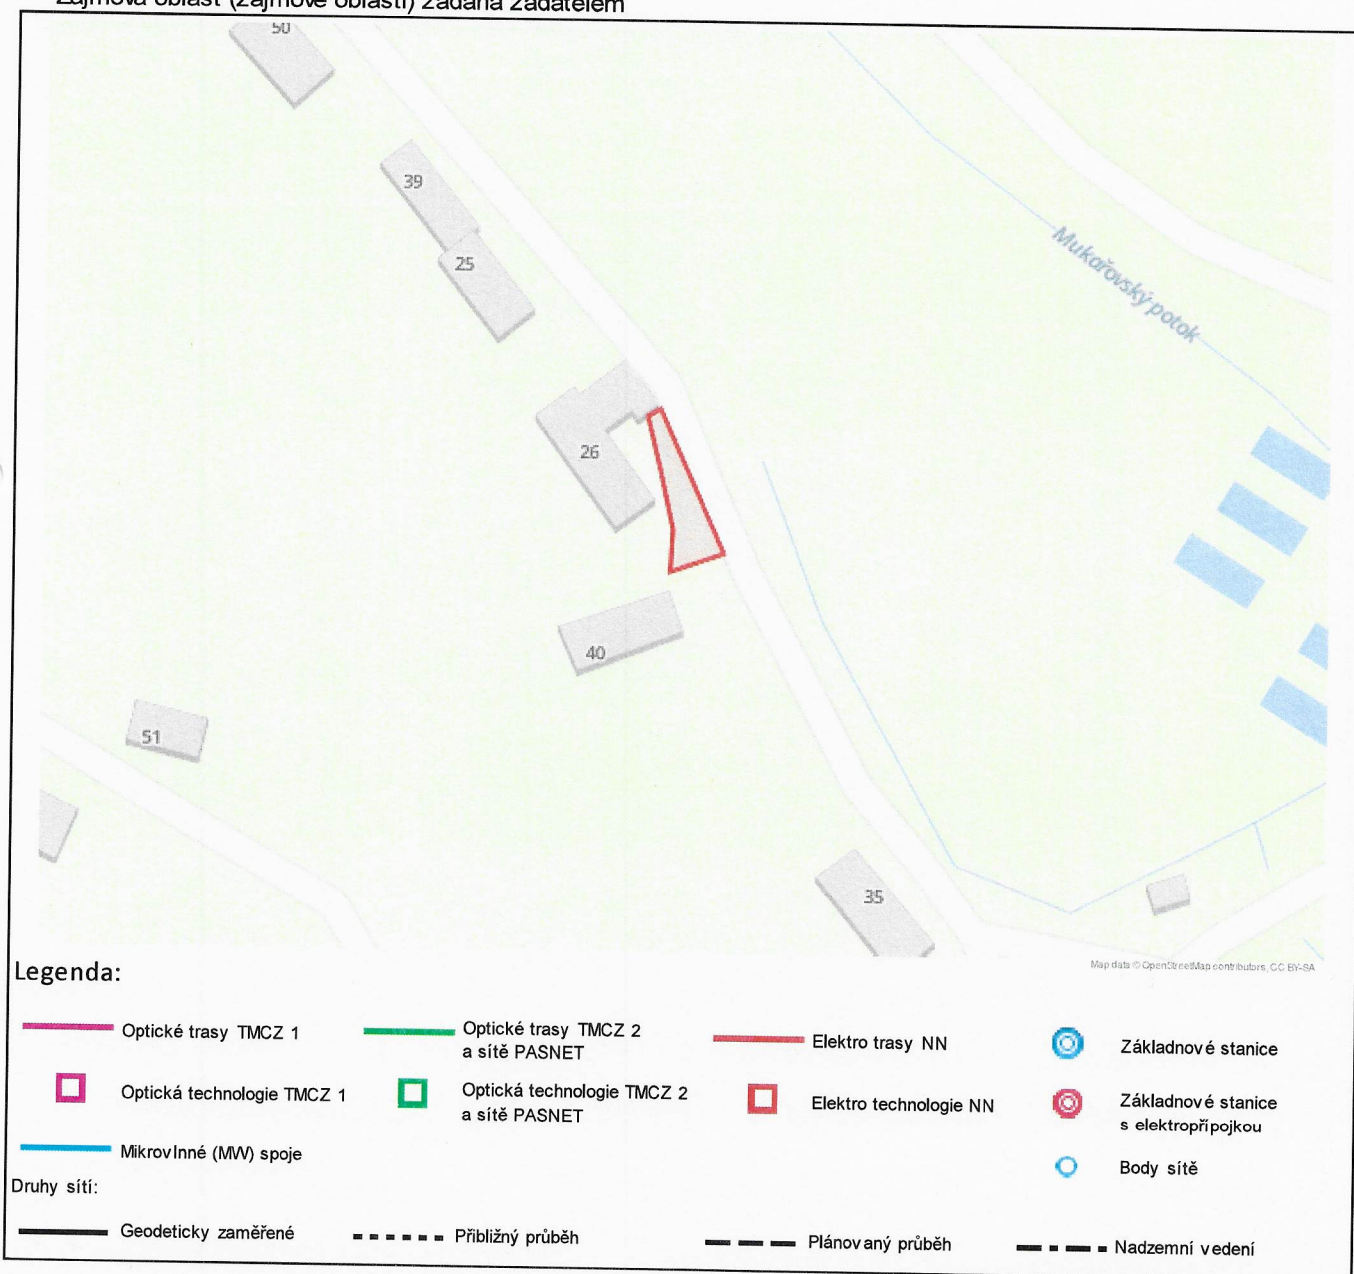 Zájmová oblast (zájmové oblasti) zadaná žadatelem
50
39
25
Mukařovský potok
26
40
51
35
Map data © OpenStreetMap contributors, CC BY-SA
Legenda:
Optické trasy TMCZ 1
Optické trasy TMCZ 2
a sítě PASNET
Elektro trasy NN
Základnové stanice
Optická technologie TMCZ 1
Optická technologie TMCZ 2
a sítě PASNET
Elektro technologie NN
Základnové stanice
s elektropřípojkou
Mikrovlnné (MW) spoje
Body sítě
Druhy sítí:
Geodeticky zaměřené
Přibližný průběh
Plánovaný průběh
Nadzemní vedení